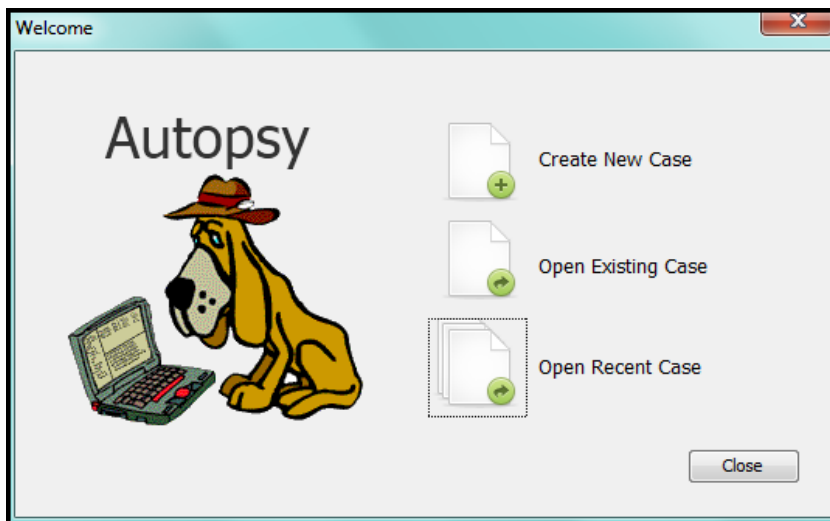 Welcome
Autopsy
Create New Case
Open Existing Case
Open Recent Case
Close